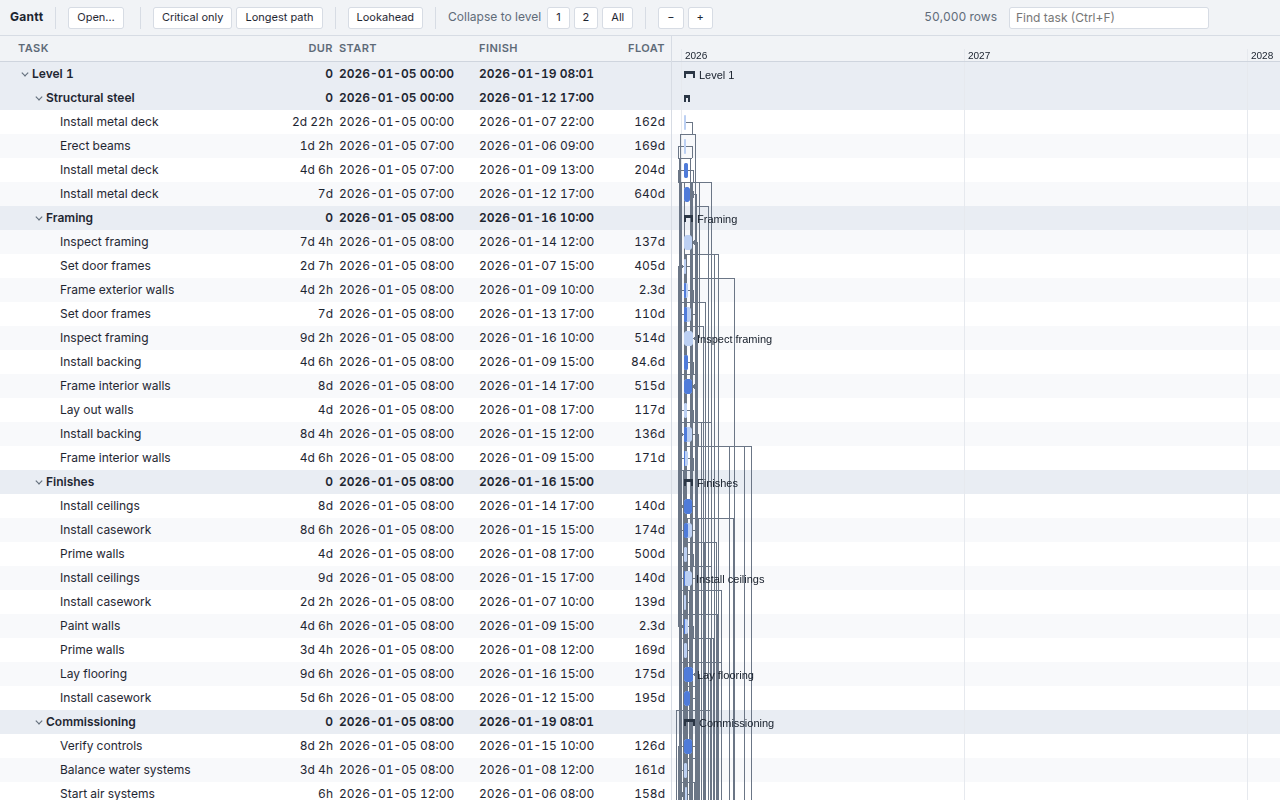 Gantt Open... Critical only Longest path Lookahead Collapse to level 1 2 All − + 50,000 rows Find task (Ctrl+F)
TASK DUR START FINISH FLOAT 2026 2027 2028
Level 1 0 2026-01-05 00:00 2026-01-19 08:01 Level 1
Structural steel 0 2026-01-05 00:00 2026-01-12 17:00
Install metal deck 2d 22h 2026-01-05 00:00 2026-01-07 22:00 162d
Erect beams 1d 2h 2026-01-05 07:00 2026-01-06 09:00 169d
Install metal deck 4d 6h 2026-01-05 07:00 2026-01-09 13:00 204d
Install metal deck 7d 2026-01-05 07:00 2026-01-12 17:00 640d
Framing 0 2026-01-05 08:00 2026-01-16 10:00 Framing
Inspect framing 7d 4h 2026-01-05 08:00 2026-01-14 12:00 137d
Set door frames 2d 7h 2026-01-05 08:00 2026-01-07 15:00 405d
Frame exterior walls 4d 2h 2026-01-05 08:00 2026-01-09 10:00 2.3d
Set door frames 7d 2026-01-05 08:00 2026-01-13 17:00 110d
Inspect framing 9d 2h 2026-01-05 08:00 2026-01-16 10:00 514d Inspect framing
Install backing 4d 6h 2026-01-05 08:00 2026-01-09 15:00 84.6d
Frame interior walls 8d 2026-01-05 08:00 2026-01-14 17:00 515d
Lay out walls 4d 2026-01-05 08:00 2026-01-08 17:00 117d
Install backing 8d 4h 2026-01-05 08:00 2026-01-15 12:00 136d
Frame interior walls 4d 6h 2026-01-05 08:00 2026-01-09 15:00 171d
Finishes 0 2026-01-05 08:00 2026-01-16 15:00 Finishes
Install ceilings 8d 2026-01-05 08:00 2026-01-14 17:00 140d
Install casework 8d 6h 2026-01-05 08:00 2026-01-15 15:00 174d
Prime walls 4d 2026-01-05 08:00 2026-01-08 17:00 500d
Install ceilings 9d 2026-01-05 08:00 2026-01-15 17:00 140d Install ceilings
Install casework 2d 2h 2026-01-05 08:00 2026-01-07 10:00 139d
Paint walls 4d 6h 2026-01-05 08:00 2026-01-09 15:00 2.3d
Prime walls 3d 4h 2026-01-05 08:00 2026-01-08 12:00 169d
Lay flooring 9d 6h 2026-01-05 08:00 2026-01-16 15:00 175d Lay flooring
Install casework 5d 6h 2026-01-05 08:00 2026-01-12 15:00 195d
Commissioning 0 2026-01-05 08:00 2026-01-19 08:01 Commissioning
Verify controls 8d 2h 2026-01-05 08:00 2026-01-15 10:00 126d
Balance water systems 3d 4h 2026-01-05 08:00 2026-01-08 12:00 161d
Start air systems 6h 2026-01-05 12:00 2026-01-06 08:00 158d